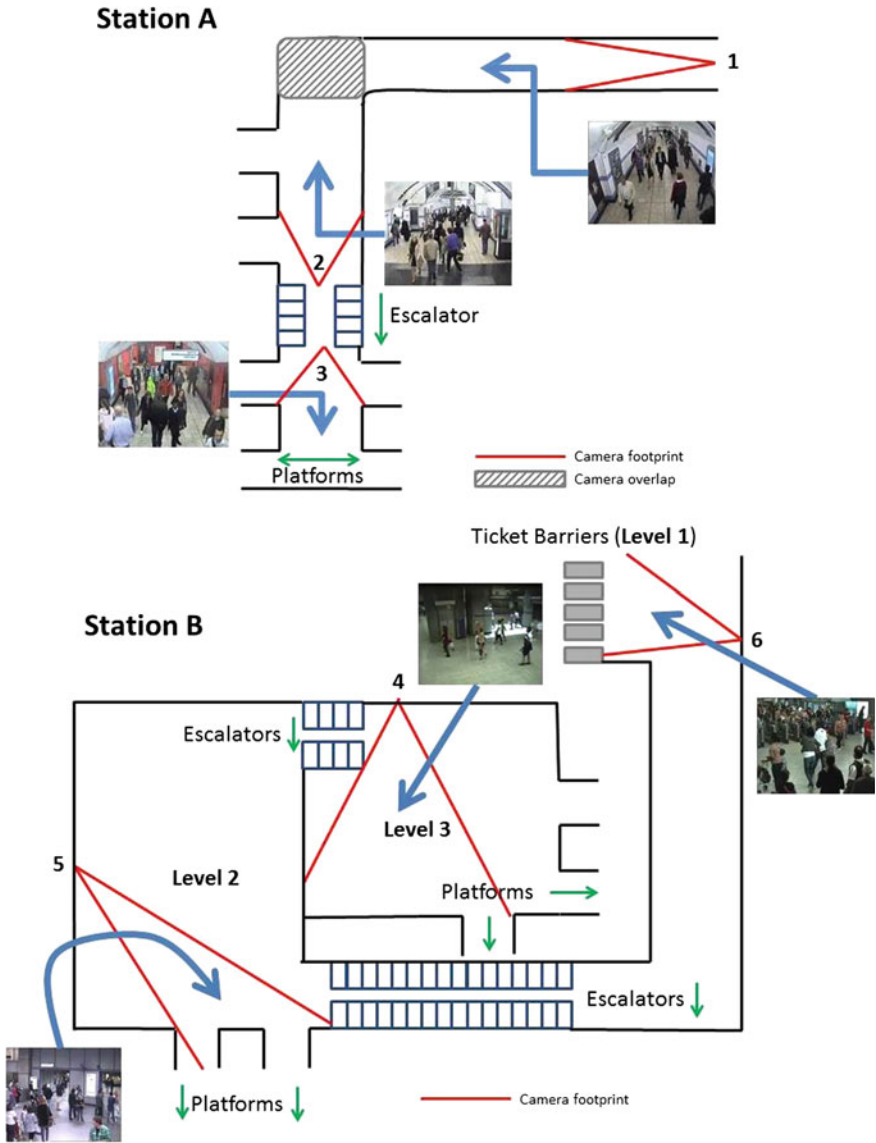 Station A
1
2
Escalator
3
Platforms
Camera footprint
Camera overlap
Ticket Barriers (Level 1)
Station B
6
4
Escalators
Level 3
5
Level 2
Platforms
Escalators
Platforms
Camera footprint